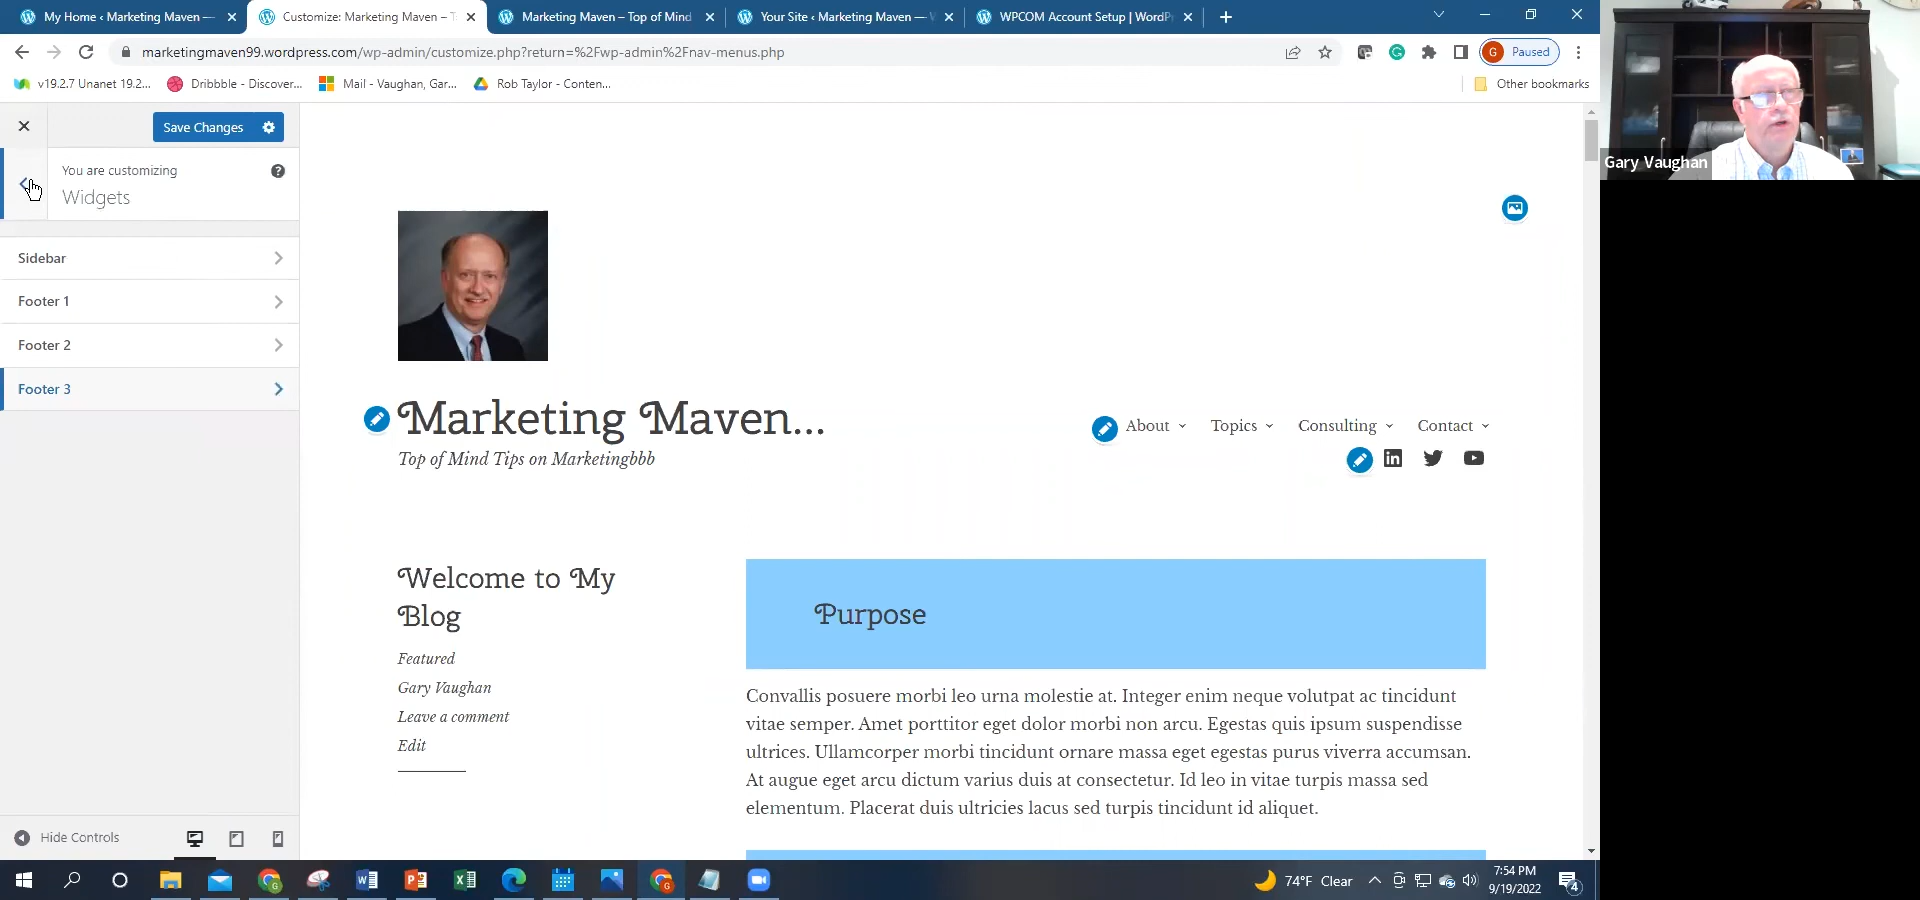 My Home ‹ Marketing Maven —
Customize: Marketing Maven – T
Marketing Maven – Top of Mind
Your Site ‹ Marketing Maven — W
WPCOM Account Setup | WordPr
marketingmaven99.wordpress.com/wp-admin/customize.php?return=%2Fwp-admin%2Fnav-menus.php
G Paused
v19.2.7 Unanet 19.2...
Dribbble - Discover...
Mail - Vaughan, Gar...
Rob Taylor - Conten...
Other bookmarks
Save Changes
You are customizing
Widgets
Sidebar
Footer 1
Footer 2
Footer 3
Hide Controls
Marketing Maven...
Top of Mind Tips on Marketingbbb
About
Topics
Consulting
Contact
Welcome to My
Blog
Featured
Gary Vaughan
Leave a comment
Edit
Purpose
Convallis posuere morbi leo urna molestie at. Integer enim neque volutpat ac tincidunt
vitae semper. Amet porttitor eget dolor morbi non arcu. Egestas quis ipsum suspendisse
ultrices. Ullamcorper morbi tincidunt ornare massa eget egestas purus viverra accumsan.
At augue eget arcu dictum varius duis at consectetur. Id leo in vitae turpis massa sed
elementum. Placerat duis ultricies lacus sed turpis tincidunt id aliquet.
Gary Vaughan
74°F Clear
7:54 PM
9/19/2022
4